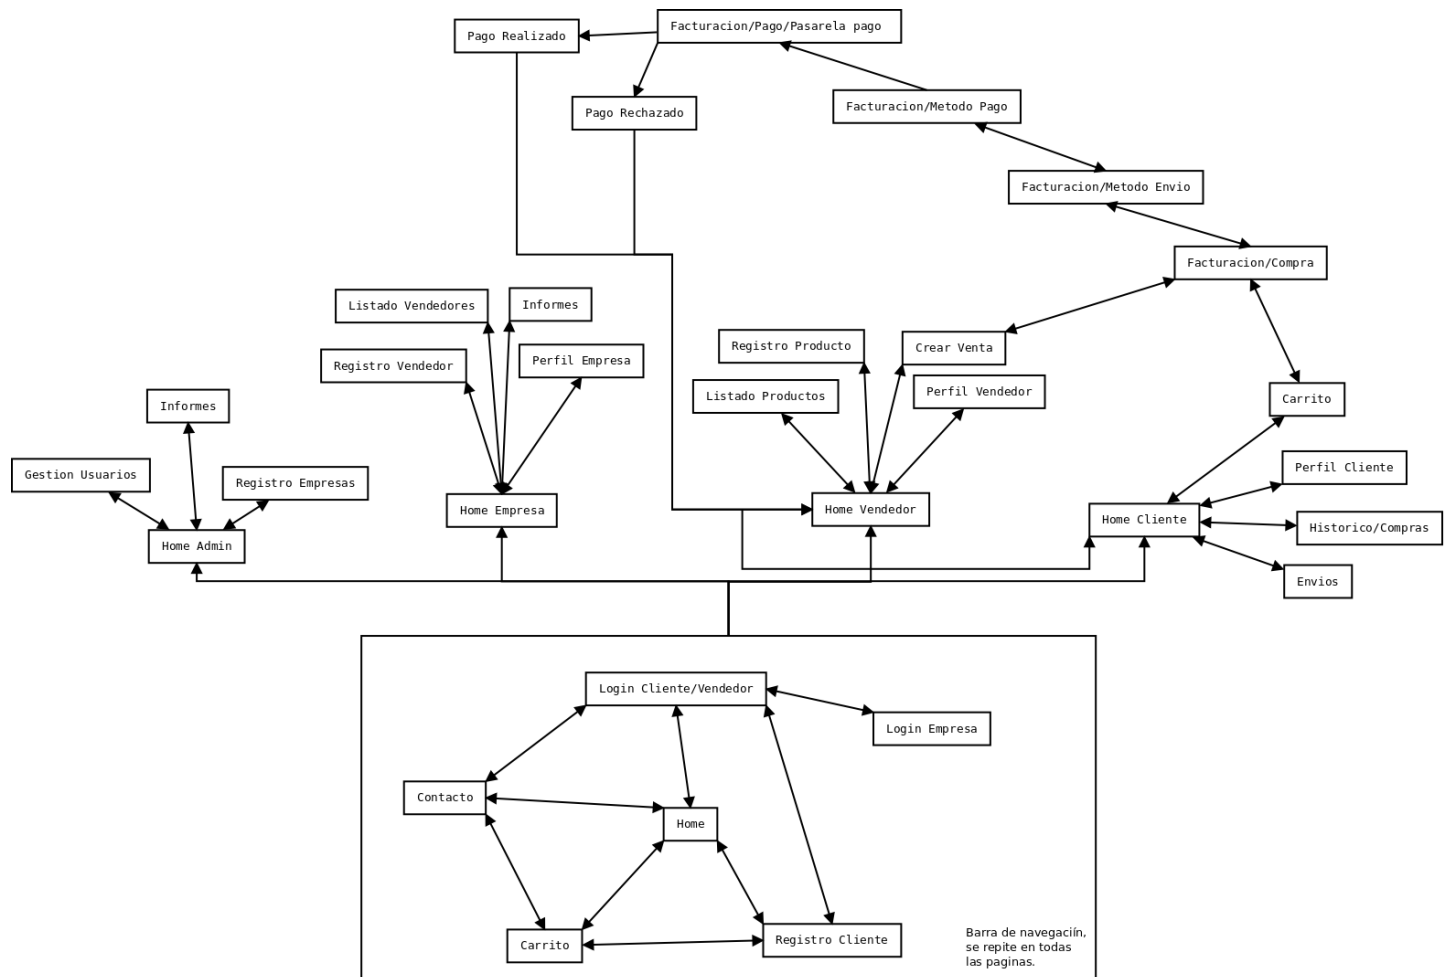 Facturacion/Pago/Pasarela pago
Pago Realizado
Facturacion/Metodo Pago
Pago Rechazado
Facturacion/Metodo Envio
Facturacion/Compra
Listado Vendedores
Informes
Registro Producto
Crear Venta
Registro Vendedor
Perfil Empresa
Listado Productos
Perfil Vendedor
Carrito
Informes
Gestion Usuarios
Registro Empresas
Perfil Cliente
Home Empresa
Home Vendedor
Home Cliente
Historico/Compras
Home Admin
Envios
Login Cliente/Vendedor
Login Empresa
Contacto
Home
Carrito
Registro Cliente
Barra de navegaciín,
se repite en todas
las paginas.